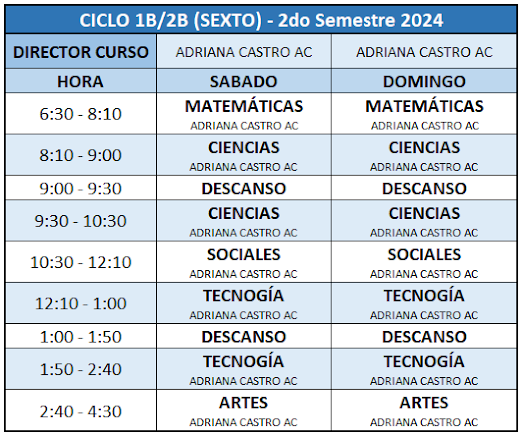 CICLO 1B/2B (SEXTO) - 2do Semestre 2024
DIRECTOR CURSO ADRIANA CASTRO AC ADRIANA CASTRO AC
HORA SABADO DOMINGO
6:30 - 8:10 MATEMÁTICAS MATEMÁTICAS
ADRIANA CASTRO AC ADRIANA CASTRO AC
8:10 - 9:00 CIENCIAS CIENCIAS
ADRIANA CASTRO AC ADRIANA CASTRO AC
9:00 - 9:30 DESCANSO DESCANSO
9:30 - 10:30 CIENCIAS CIENCIAS
ADRIANA CASTRO AC ADRIANA CASTRO AC
10:30 - 12:10 SOCIALES SOCIALES
ADRIANA CASTRO AC ADRIANA CASTRO AC
12:10 - 1:00 TECNOGÍA TECNOGÍA
ADRIANA CASTRO AC ADRIANA CASTRO AC
1:00 - 1:50 DESCANSO DESCANSO
1:50 - 2:40 TECNOGÍA TECNOGÍA
ADRIANA CASTRO AC ADRIANA CASTRO AC
2:40 - 4:30 ARTES ARTES
ADRIANA CASTRO AC ADRIANA CASTRO AC